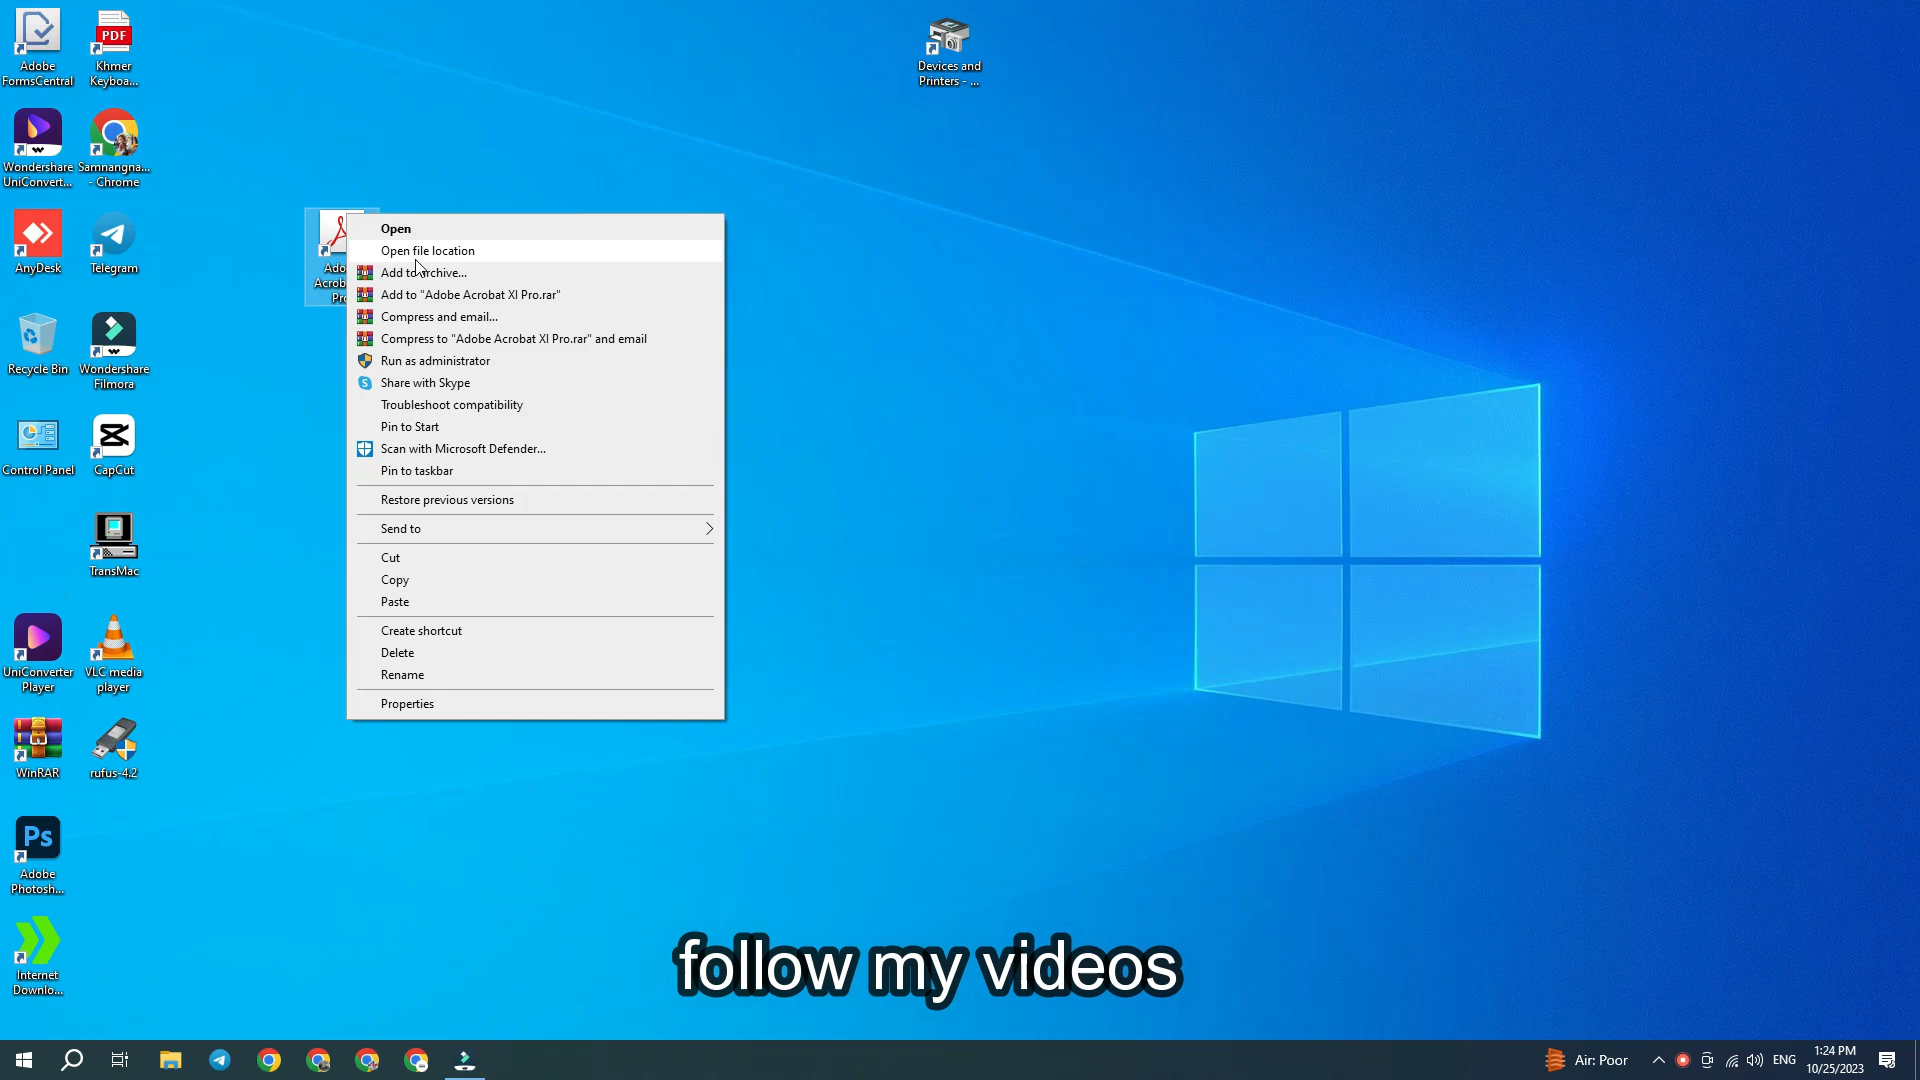 Adobe
FormsCentral
PDF
Khmer
Keyboa...
Devices and
Printers - ...
Wondershare
UniConvert...
Samnangna...
- Chrome
AnyDesk
Telegram
Recycle Bin
Wondershare
Filmora
Control Panel
CapCut
TransMac
UniConverter
Player
VLC media
player
WinRAR
rufus-4.2
Ps
Adobe
Photosh...
Internet
Downlo...
Open
Open file location
Add to archive...
Add to "Adobe Acrobat XI Pro.rar"
Compress and email...
Compress to "Adobe Acrobat XI Pro.rar" and email
Run as administrator
Share with Skype
Troubleshoot compatibility
Pin to Start
Scan with Microsoft Defender...
Pin to taskbar
Restore previous versions
Send to
Cut
Copy
Paste
Create shortcut
Delete
Rename
Properties
follow my videos
Air: Poor
ENG
1:24 PM
10/25/2023